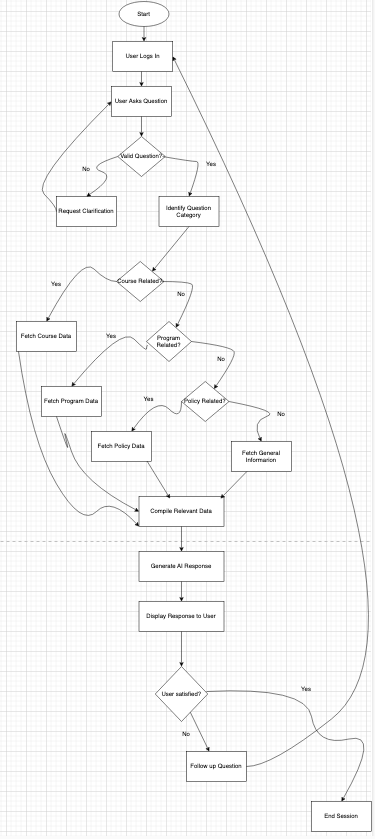 Start
User Logs In
User Asks Question
Valid Question?
No
Yes
Request Clarification
Identify Question
Category
Course Related?
Yes
No
Fetch Course Data
Program
Related?
Yes
No
Fetch Program Data
Policy Related?
Yes
No
Fetch Policy Data
Fetch General
Informarion
Compile Relevant Data
Generate AI Response
Display Response to User
User satisfied?
Yes
No
Follow up Question
End Session